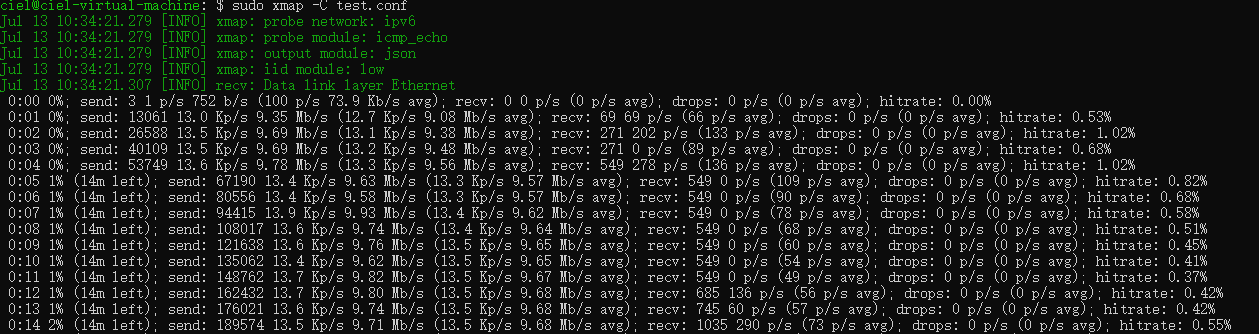 ciel@ciel-virtual-machine: $ sudo xmap -C test.conf
Jul 13 10:34:21.279 [INFO] xmap: probe network: ipv6
Jul 13 10:34:21.279 [INFO] xmap: probe module: icmp_echo
Jul 13 10:34:21.279 [INFO] xmap: output module: json
Jul 13 10:34:21.279 [INFO] xmap: iid module: low
Jul 13 10:34:21.307 [INFO] recv: Data link layer Ethernet
0:00 0%; send: 3 1 p/s 752 b/s (100 p/s 73.9 Kb/s avg); recv: 0 0 p/s (0 p/s avg); drops: 0 p/s (0 p/s avg); hitrate: 0.00%
0:01 0%; send: 13061 13.0 Kp/s 9.35 Mb/s (12.7 Kp/s 9.08 Mb/s avg); recv: 69 69 p/s (66 p/s avg); drops: 0 p/s (0 p/s avg); hitrate: 0.53%
0:02 0%; send: 26588 13.5 Kp/s 9.69 Mb/s (13.1 Kp/s 9.38 Mb/s avg); recv: 271 202 p/s (133 p/s avg); drops: 0 p/s (0 p/s avg); hitrate: 1.02%
0:03 0%; send: 40109 13.5 Kp/s 9.69 Mb/s (13.2 Kp/s 9.48 Mb/s avg); recv: 271 0 p/s (89 p/s avg); drops: 0 p/s (0 p/s avg); hitrate: 0.68%
0:04 0%; send: 53749 13.6 Kp/s 9.78 Mb/s (13.3 Kp/s 9.56 Mb/s avg); recv: 549 278 p/s (136 p/s avg); drops: 0 p/s (0 p/s avg); hitrate: 1.02%
0:05 1% (14m left); send: 67190 13.4 Kp/s 9.63 Mb/s (13.3 Kp/s 9.57 Mb/s avg); recv: 549 0 p/s (109 p/s avg); drops: 0 p/s (0 p/s avg); hitrate: 0.82%
0:06 1% (14m left); send: 80556 13.4 Kp/s 9.58 Mb/s (13.3 Kp/s 9.57 Mb/s avg); recv: 549 0 p/s (90 p/s avg); drops: 0 p/s (0 p/s avg); hitrate: 0.68%
0:07 1% (14m left); send: 94415 13.9 Kp/s 9.93 Mb/s (13.4 Kp/s 9.62 Mb/s avg); recv: 549 0 p/s (78 p/s avg); drops: 0 p/s (0 p/s avg); hitrate: 0.58%
0:08 1% (14m left); send: 108017 13.6 Kp/s 9.74 Mb/s (13.4 Kp/s 9.64 Mb/s avg); recv: 549 0 p/s (68 p/s avg); drops: 0 p/s (0 p/s avg); hitrate: 0.51%
0:09 1% (14m left); send: 121638 13.6 Kp/s 9.76 Mb/s (13.5 Kp/s 9.65 Mb/s avg); recv: 549 0 p/s (60 p/s avg); drops: 0 p/s (0 p/s avg); hitrate: 0.45%
0:10 1% (14m left); send: 135062 13.4 Kp/s 9.62 Mb/s (13.5 Kp/s 9.65 Mb/s avg); recv: 549 0 p/s (54 p/s avg); drops: 0 p/s (0 p/s avg); hitrate: 0.41%
0:11 1% (14m left); send: 148762 13.7 Kp/s 9.82 Mb/s (13.5 Kp/s 9.67 Mb/s avg); recv: 549 0 p/s (49 p/s avg); drops: 0 p/s (0 p/s avg); hitrate: 0.37%
0:12 1% (14m left); send: 162432 13.7 Kp/s 9.80 Mb/s (13.5 Kp/s 9.68 Mb/s avg); recv: 685 136 p/s (56 p/s avg); drops: 0 p/s (0 p/s avg); hitrate: 0.42%
0:13 1% (14m left); send: 176021 13.6 Kp/s 9.74 Mb/s (13.5 Kp/s 9.68 Mb/s avg); recv: 745 60 p/s (57 p/s avg); drops: 0 p/s (0 p/s avg); hitrate: 0.42%
0:14 2% (14m left); send: 189574 13.5 Kp/s 9.71 Mb/s (13.5 Kp/s 9.68 Mb/s avg); recv: 1035 290 p/s (73 p/s avg); drops: 0 p/s (0 p/s avg); hitrate: 0.55%